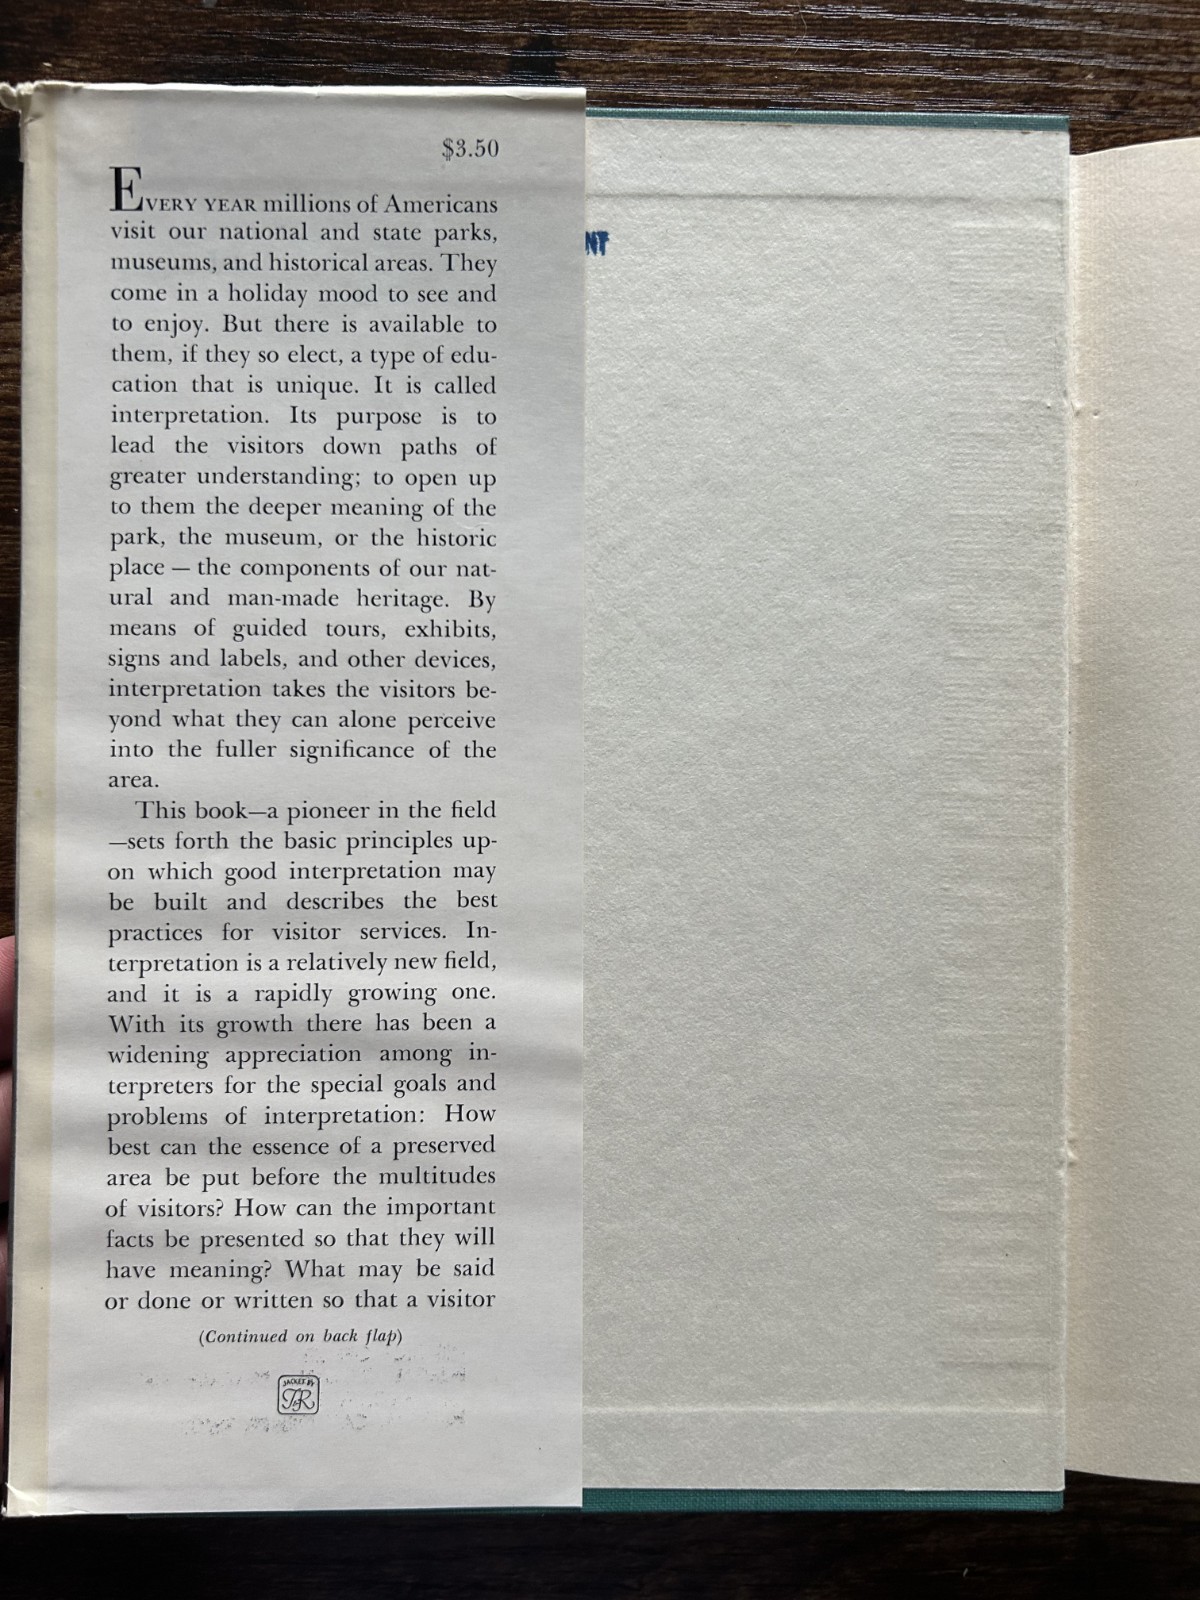 $3.50
EVERY YEAR millions of Americans
visit our national and state parks,
museums, and historical areas. They
come in a holiday mood to see and
to enjoy. But there is available to
them, if they so elect, a type of edu-
cation that is unique. It is called
interpretation. Its purpose is to
lead the visitors down paths of
greater understanding; to open up
to them the deeper meaning of the
park, the museum, or the historic
place — the components of our nat-
ural and man-made heritage. By
means of guided tours, exhibits,
signs and labels, and other devices,
interpretation takes the visitors be-
yond what they can alone perceive
into the fuller significance of the
area.
This book—a pioneer in the field
—sets forth the basic principles up-
on which good interpretation may
be built and describes the best
practices for visitor services. In-
terpretation is a relatively new field,
and it is a rapidly growing one.
With its growth there has been a
widening appreciation among in-
terpreters for the special goals and
problems of interpretation: How
best can the essence of a preserved
area be put before the multitudes
of visitors? How can the important
facts be presented so that they will
have meaning? What may be said
or done or written so that a visitor
(Continued on back flap)
JACKET BY
NT